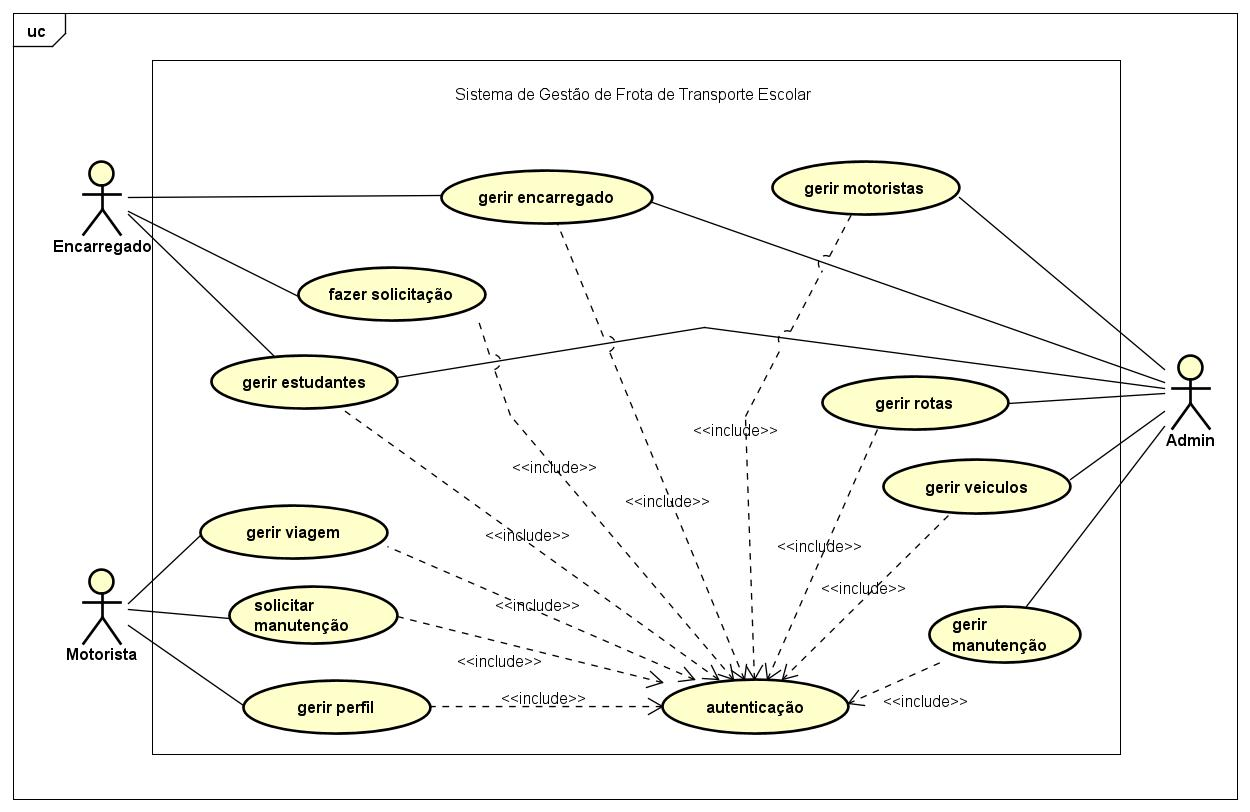 uc
Sistema de Gestão de Frota de Transporte Escolar
gerir motoristas
gerir encarregado
Encarregado
fazer solicitação
gerir estudantes
gerir rotas
Admin
<<include>>
<<include>>
gerir veiculos
<<include>>
gerir viagem
<<include>>
<<include>>
<<include>>
<<include>>
solicitar
manutenção
gerir
manutenção
Motorista
<<include>>
<<include>>
<<include>>
gerir perfil
autenticação